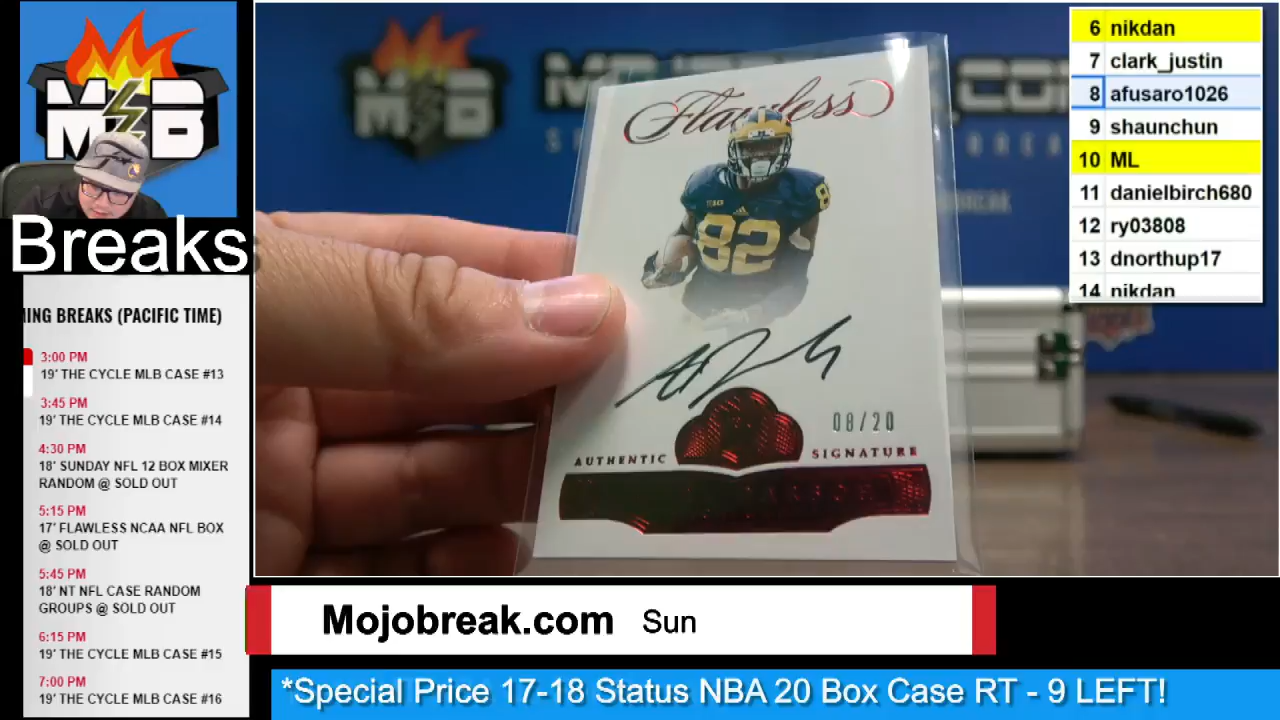 M B
Breaks
ING BREAKS (PACIFIC TIME)
3:00 PM
19' THE CYCLE MLB CASE #13
3:45 PM
19' THE CYCLE MLB CASE #14
4:30 PM
18' SUNDAY NFL 12 BOX MIXER
RANDOM @ SOLD OUT
5:15 PM
17' FLAWLESS NCAA NFL BOX
@ SOLD OUT
5:45 PM
18' NT NFL CASE RANDOM
GROUPS @ SOLD OUT
6:15 PM
19' THE CYCLE MLB CASE #15
7:00 PM
19' THE CYCLE MLB CASE #16
Flawless
82
08/20
AUTHENTIC SIGNATURE
6 nikdan
7 clark_justin
8 afusaro1026
9 shaunchun
10 ML
11 danielbirch680
12 ry03808
13 dnorthup17
14 nikdan
Mojobreak.com Sun
*Special Price 17-18 Status NBA 20 Box Case RT - 9 LEFT!